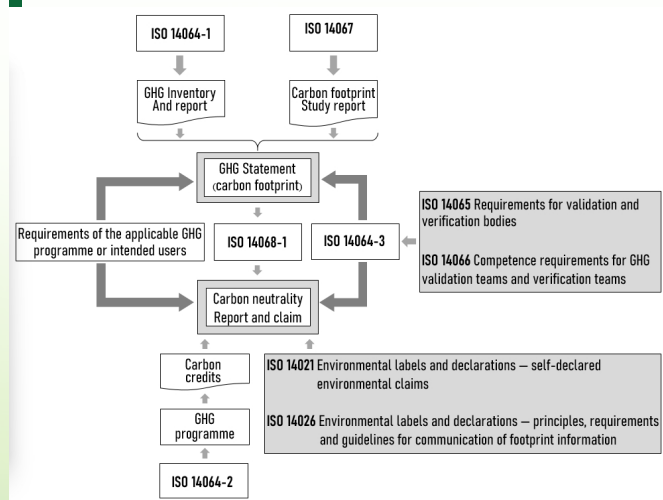 ISO 14064-1
ISO 14067
GHG Inventory
And report
Carbon footprint
Study report
GHG Statement
(carbon footprint)
Requirements of the applicable GHG
programme or intended users
ISO 14068-1
ISO 14064-3
ISO 14065 Requirements for validation and
verification bodies
ISO 14066 Competence requirements for GHG
validation teams and verification teams
Carbon neutrality
Report and claim
Carbon
credits
GHG
programme
ISO 14064-2
ISO 14021 Environmental labels and declarations – self-declared
environmental claims
ISO 14026 Environmental labels and declarations – principles, requirements
and guidelines for communication of footprint information